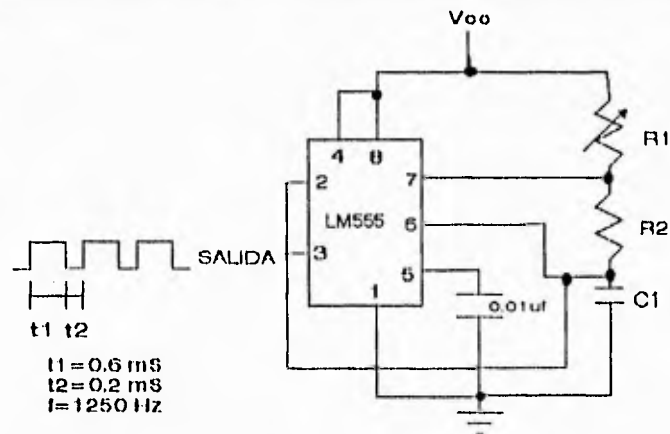 Voo
R1
4 8
2 7
LM555
6
R2
SALIDA 3
5
1
0.01uf
C1
t1 t2
t1=0.6 mS
t2=0.2 mS
f=1250 Hz